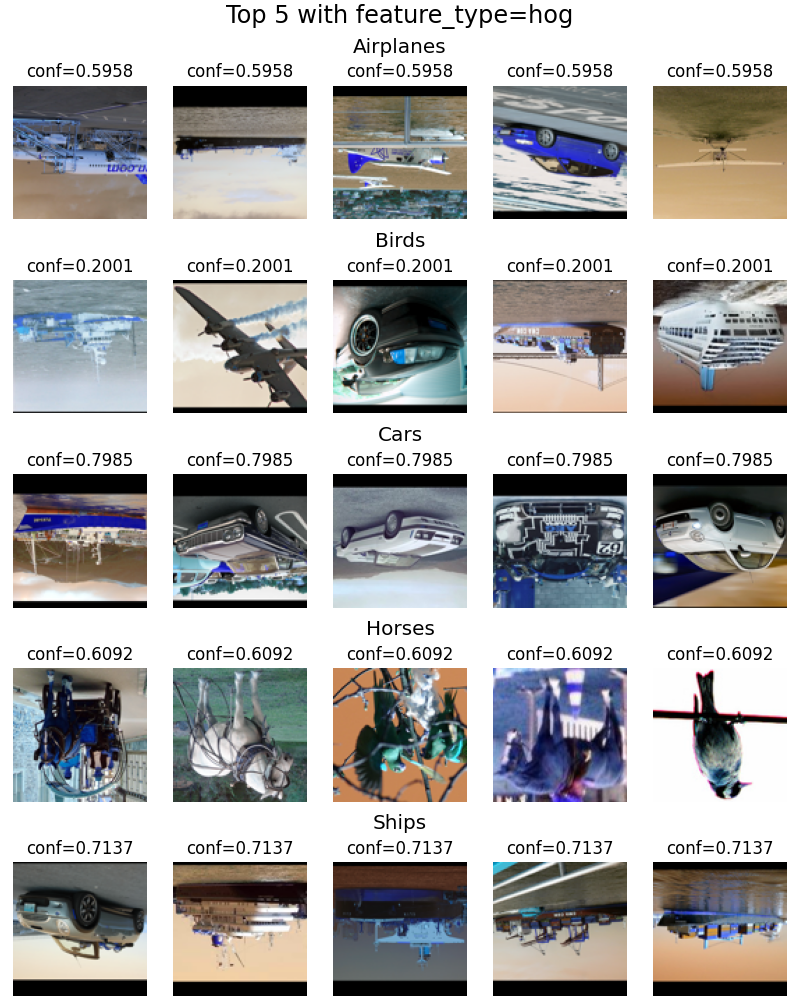 Top 5 with feature_type=hog
Airplanes
conf=0.5958 conf=0.5958 conf=0.5958 conf=0.5958 conf=0.5958
Birds
conf=0.2001 conf=0.2001 conf=0.2001 conf=0.2001 conf=0.2001
Cars
conf=0.7985 conf=0.7985 conf=0.7985 conf=0.7985 conf=0.7985
Horses
conf=0.6092 conf=0.6092 conf=0.6092 conf=0.6092 conf=0.6092
Ships
conf=0.7137 conf=0.7137 conf=0.7137 conf=0.7137 conf=0.7137